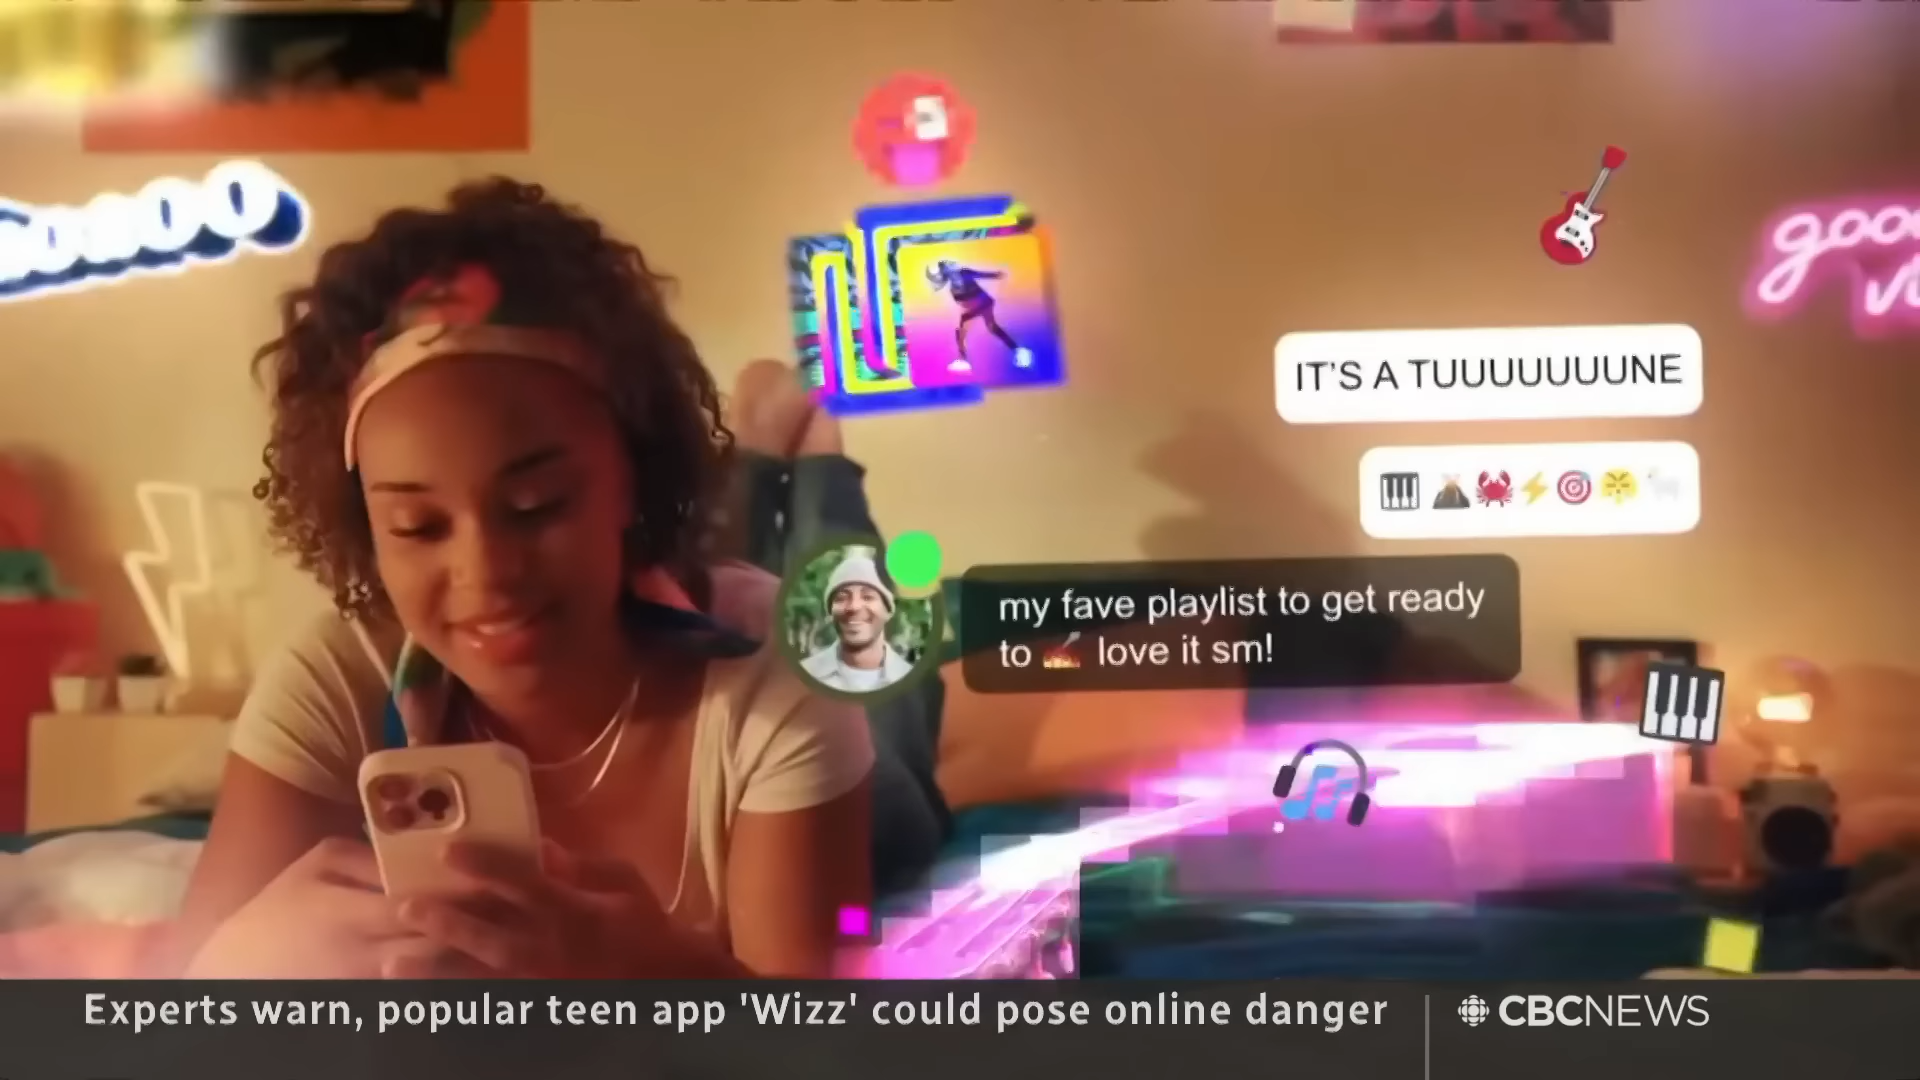 IT'S A TUUUUUUUUNE
my fave playlist to get ready
to love it sm!
Experts warn, popular teen app 'Wizz' could pose online danger
CBCNEWS